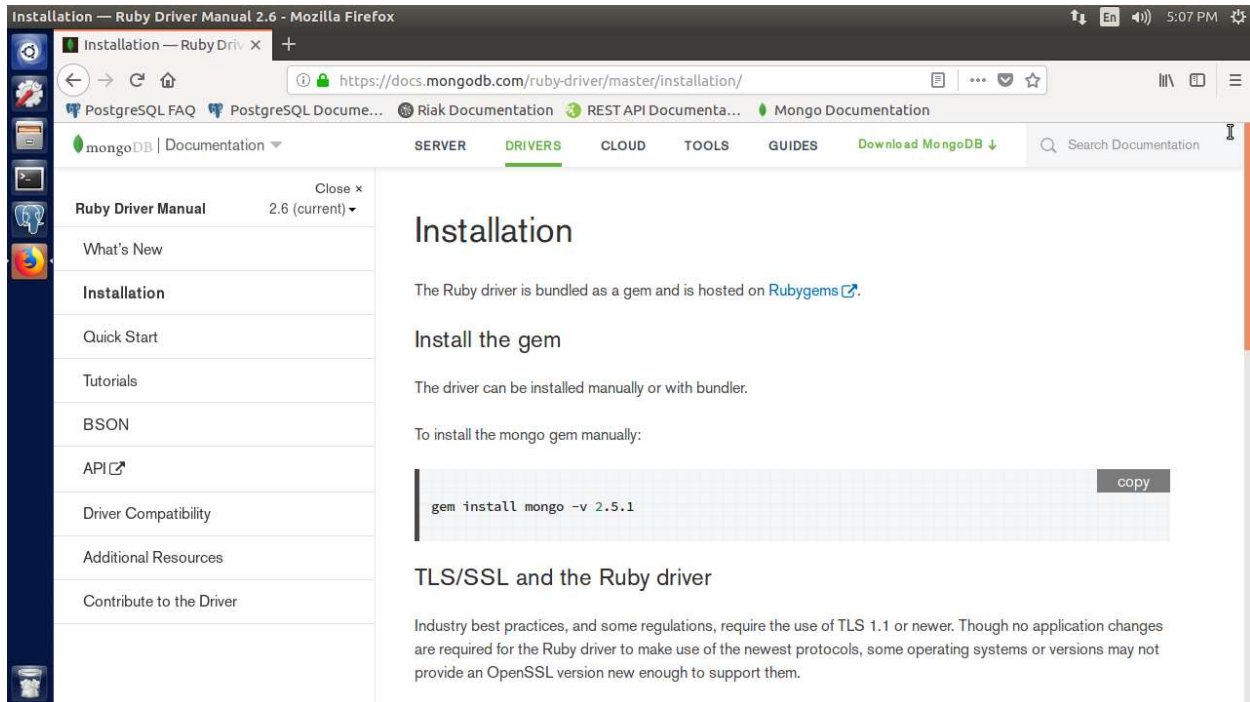 Installation — Ruby Driver Manual 2.6 - Mozilla Firefox
En 5:07 PM
Installation — Ruby Driv
https://docs.mongodb.com/ruby-driver/master/installation/
PostgreSQL FAQ PostgreSQL Docume... Riak Documentation REST API Documenta... Mongo Documentation
mongoDB | Documentation SERVER DRIVERS CLOUD TOOLS GUIDES Download MongoDB Search Documentation
Close ×
Ruby Driver Manual 2.6 (current)
What's New
Installation
Quick Start
Tutorials
BSON
API
Driver Compatibility
Additional Resources
Contribute to the Driver
Installation
The Ruby driver is bundled as a gem and is hosted on Rubygems.
Install the gem
The driver can be installed manually or with bundler.
To install the mongo gem manually:
copy
gem install mongo -v 2.5.1
TLS/SSL and the Ruby driver
Industry best practices, and some regulations, require the use of TLS 1.1 or newer. Though no application changes
are required for the Ruby driver to make use of the newest protocols, some operating systems or versions may not
provide an OpenSSL version new enough to support them.